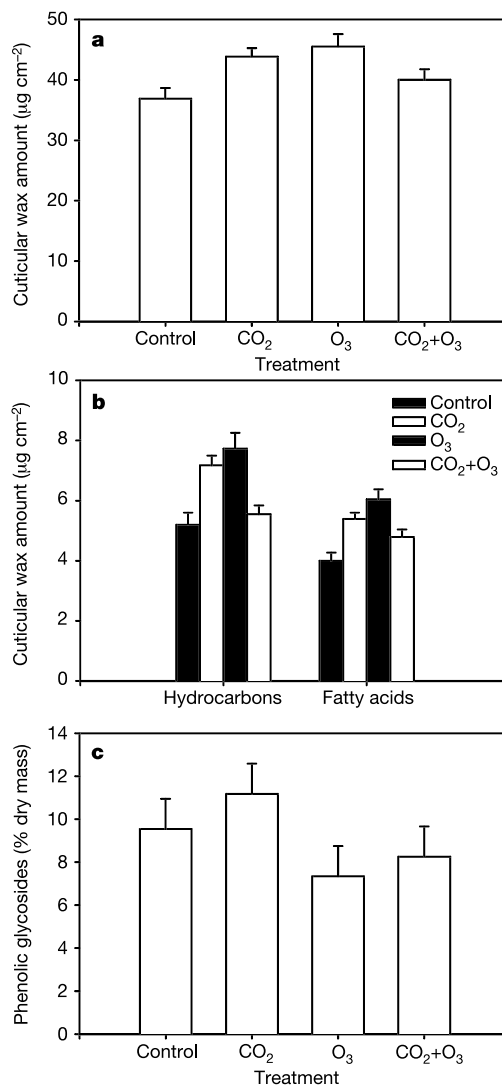 50
a
40
30
20
10
0
Cuticular wax amount (μg cm⁻²)
Control CO₂ O₃ CO₂+O₃
Treatment
10
b
8
6
4
2
0
Cuticular wax amount (μg cm⁻²)
Control
CO₂
O₃
CO₂+O₃
Hydrocarbons Fatty acids
14
c
12
10
8
6
4
2
0
Phenolic glycosides (% dry mass)
Control CO₂ O₃ CO₂+O₃
Treatment